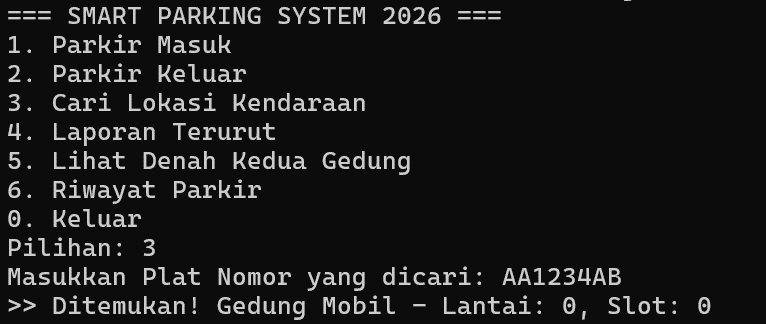 === SMART PARKING SYSTEM 2026 ===
1. Parkir Masuk
2. Parkir Keluar
3. Cari Lokasi Kendaraan
4. Laporan Terurut
5. Lihat Denah Kedua Gedung
6. Riwayat Parkir
0. Keluar
Pilihan: 3
Masukkan Plat Nomor yang dicari: AA1234AB
>> Ditemukan! Gedung Mobil - Lantai: 0, Slot: 0